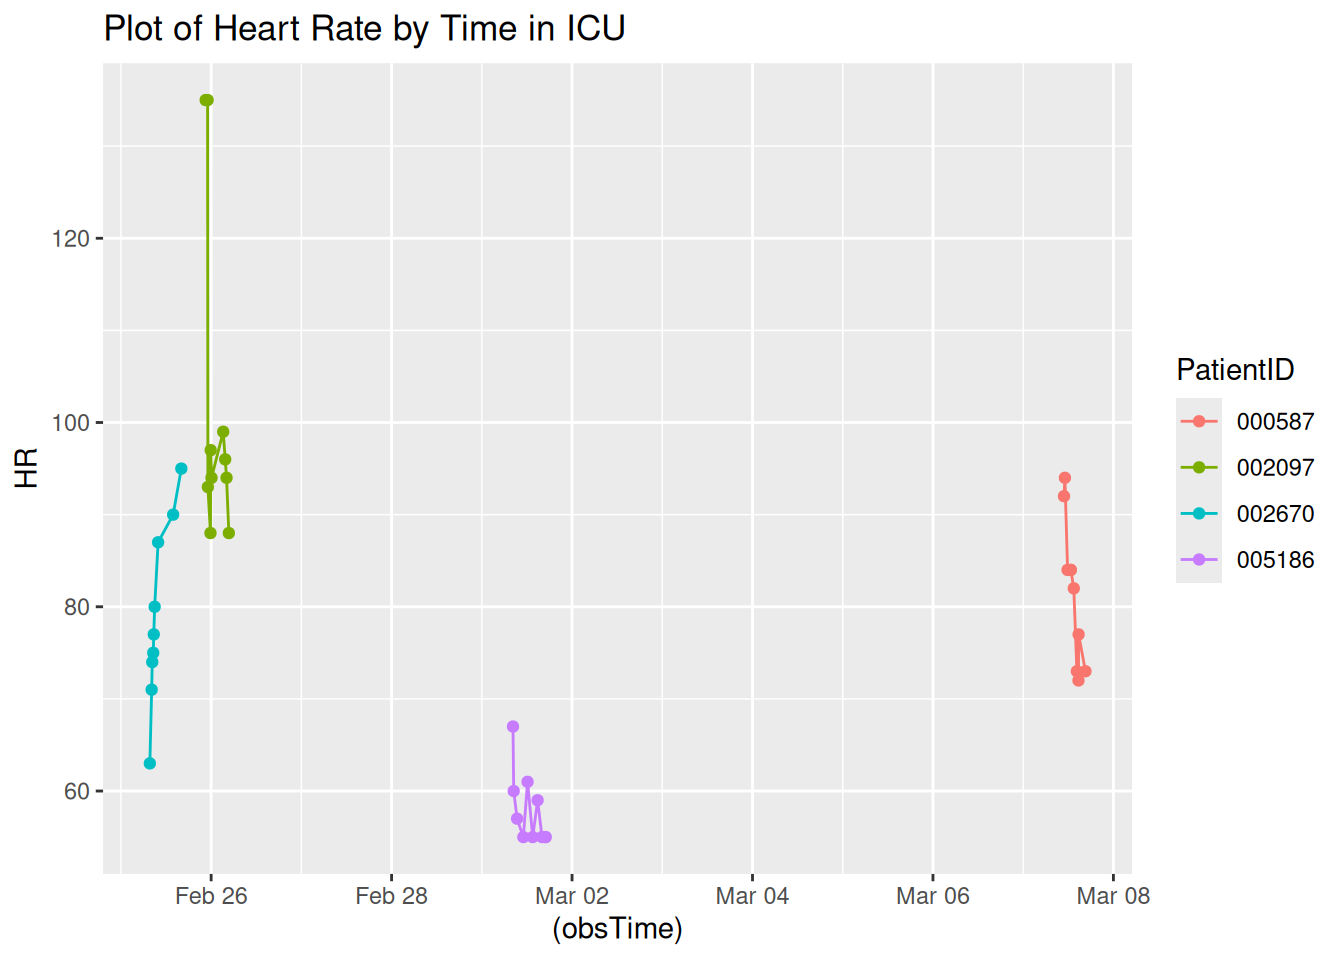 Plot of Heart Rate by Time in ICU
120
100
80
60
HR
Feb 26 Feb 28 Mar 02 Mar 04 Mar 06 Mar 08
(obsTime)
PatientID
000587
002097
002670
005186